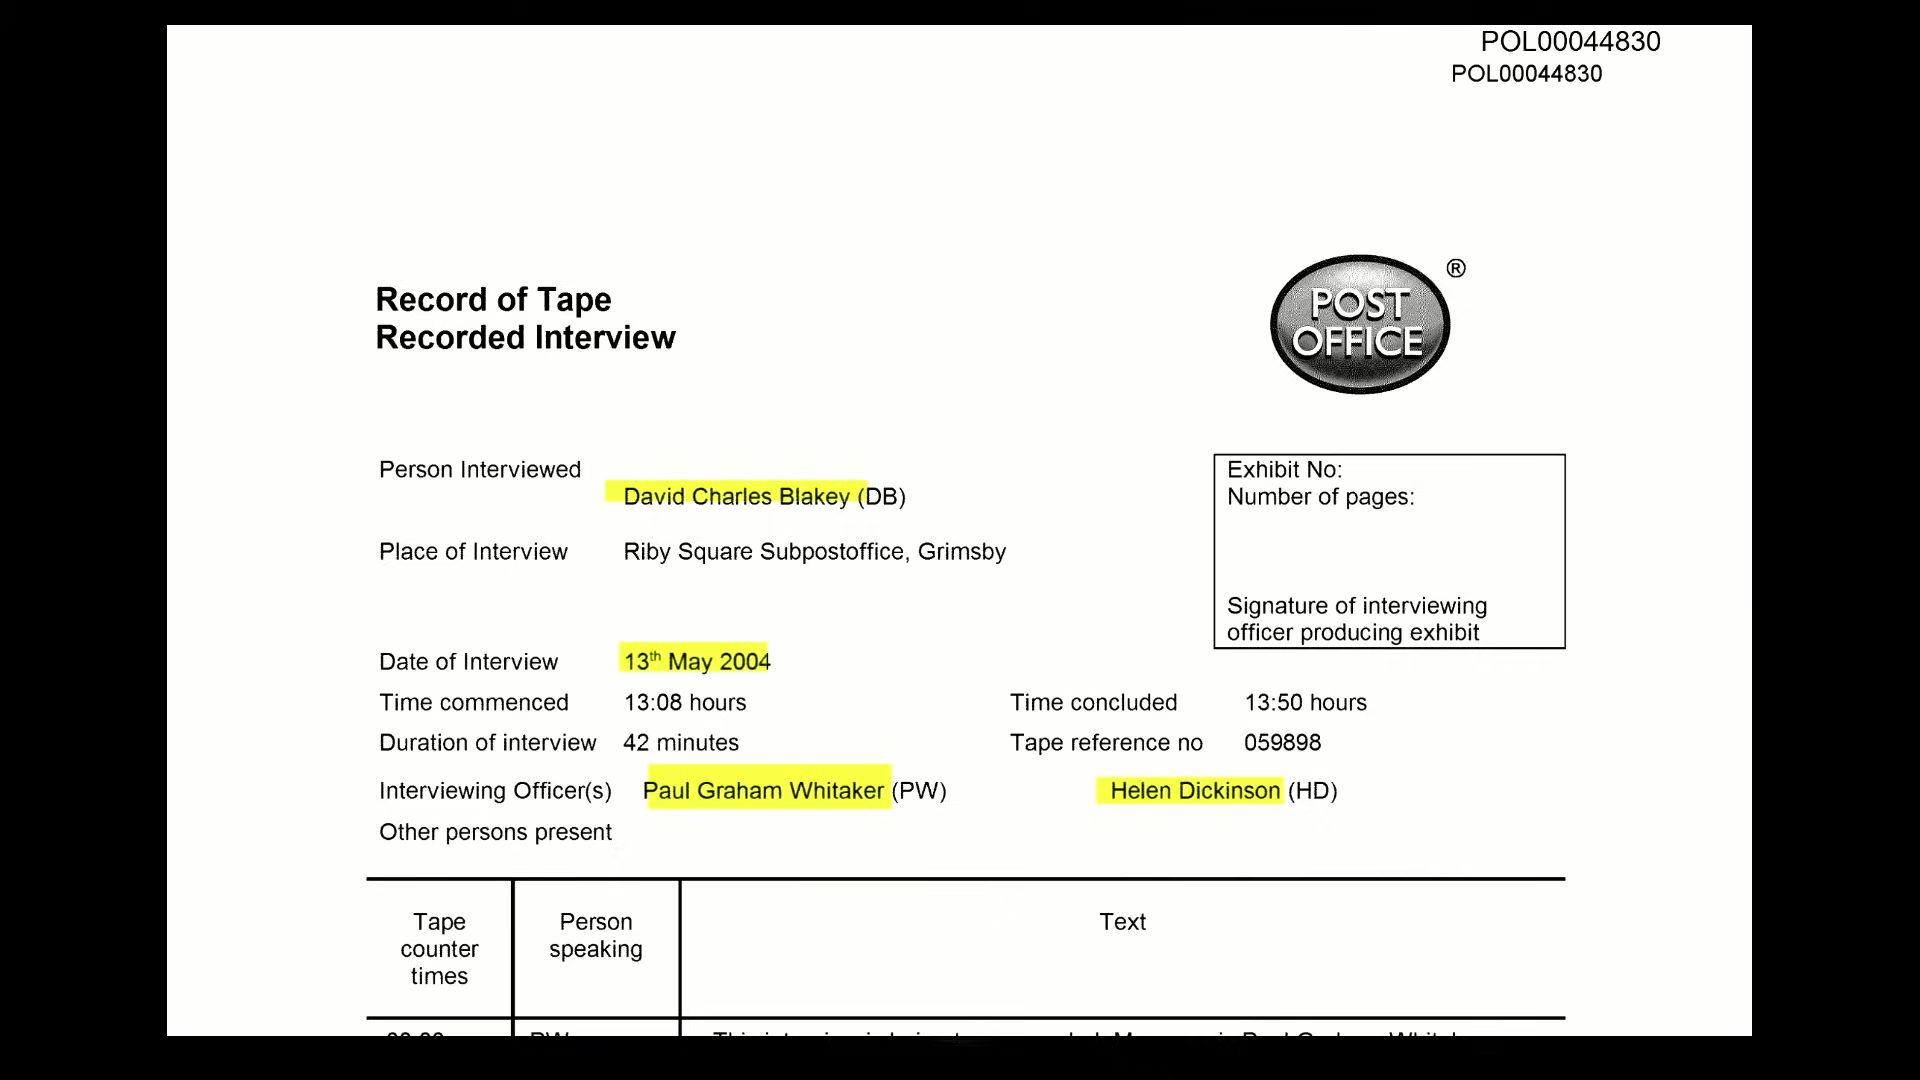 POL00044830
POL00044830
Record of Tape
Recorded Interview
POST
OFFICE
®
Person Interviewed
David Charles Blakey (DB)
Place of Interview Riby Square Subpostoffice, Grimsby
Exhibit No:
Number of pages:
Signature of interviewing
officer producing exhibit
Date of Interview 13th May 2004
Time commenced 13:08 hours Time concluded 13:50 hours
Duration of interview 42 minutes Tape reference no 059898
Interviewing Officer(s) Paul Graham Whitaker (PW) Helen Dickinson (HD)
Other persons present
Tape
counter
times
Person
speaking
Text